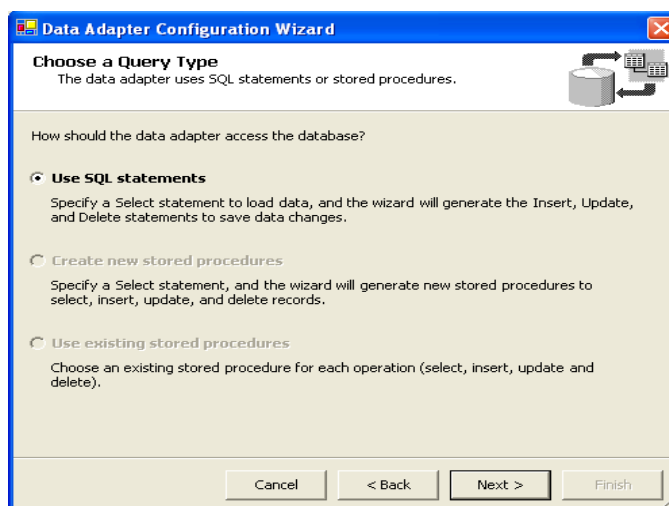 Data Adapter Configuration Wizard
Choose a Query Type
The data adapter uses SQL statements or stored procedures.
How should the data adapter access the database?
Use SQL statements
Specify a Select statement to load data, and the wizard will generate the Insert, Update,
and Delete statements to save data changes.
Create new stored procedures
Specify a Select statement, and the wizard will generate new stored procedures to
select, insert, update, and delete records.
Use existing stored procedures
Choose an existing stored procedure for each operation (select, insert, update and
delete).
Cancel
< Back
Next >
Finish